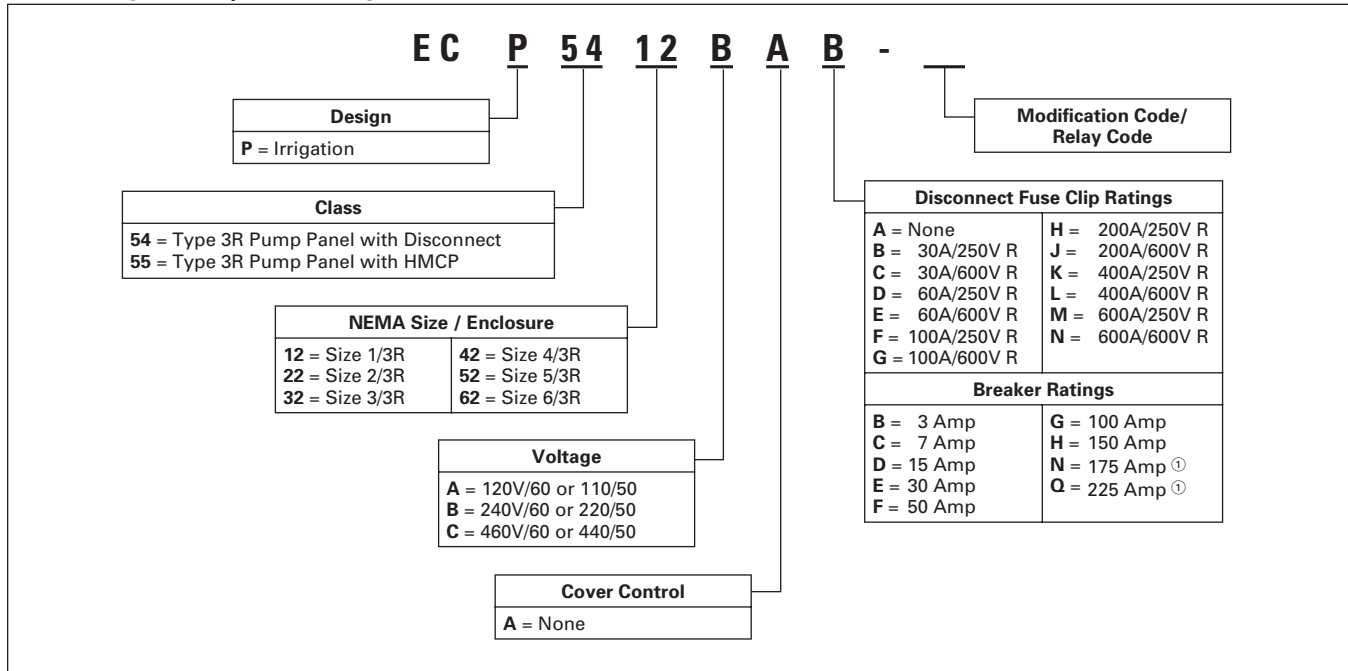 EC P 54 12 B A B - __
Design
P = Irrigation
Modification Code/
Relay Code
Class
54 = Type 3R Pump Panel with Disconnect
55 = Type 3R Pump Panel with HMCP
Disconnect Fuse Clip Ratings
A = None
B = 30A/250V R
C = 30A/600V R
D = 60A/250V R
E = 60A/600V R
F = 100A/250V R
G = 100A/600V R
H = 200A/250V R
J = 200A/600V R
K = 400A/250V R
L = 400A/600V R
M = 600A/250V R
N = 600A/600V R
NEMA Size / Enclosure
12 = Size 1/3R
22 = Size 2/3R
32 = Size 3/3R
42 = Size 4/3R
52 = Size 5/3R
62 = Size 6/3R
Breaker Ratings
B = 3 Amp
C = 7 Amp
D = 15 Amp
E = 30 Amp
F = 50 Amp
G = 100 Amp
H = 150 Amp
N = 175 Amp ①
Q = 225 Amp ①
Voltage
A = 120V/60 or 110/50
B = 240V/60 or 220/50
C = 460V/60 or 440/50
Cover Control
A = None